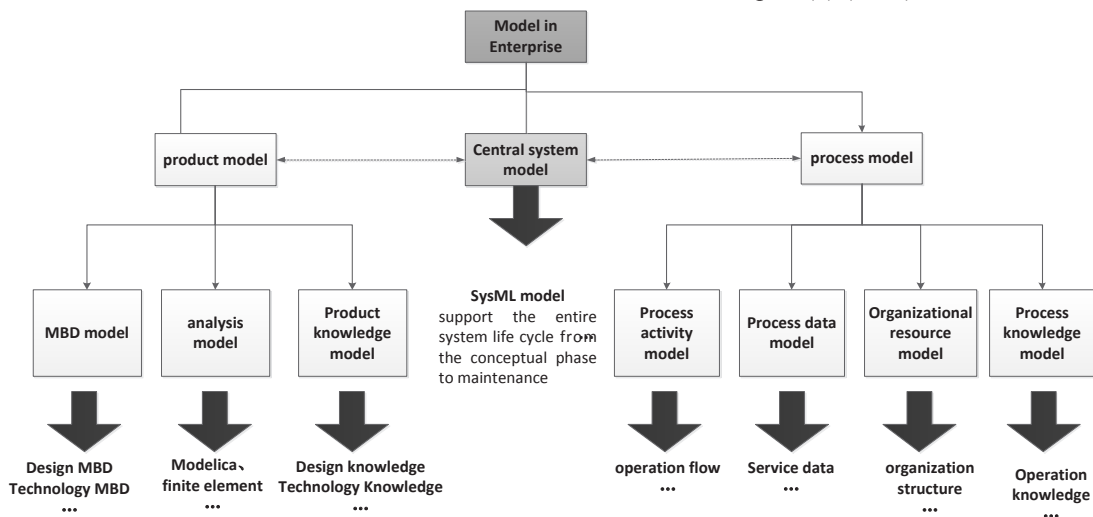 Model in
Enterprise
product model
Central system
model
process model
MBD model
analysis
model
Product
knowledge
model
SysML model
support the entire
system life cycle from
the conceptual phase
to maintenance
Process
activity
model
Process data
model
Organizational
resource
model
Process
knowledge
model
Design MBD
Technology MBD
...
Modelica、
finite element
...
Design knowledge
Technology Knowledge
...
operation flow
...
Service data
...
organization
structure
...
Operation
knowledge
...